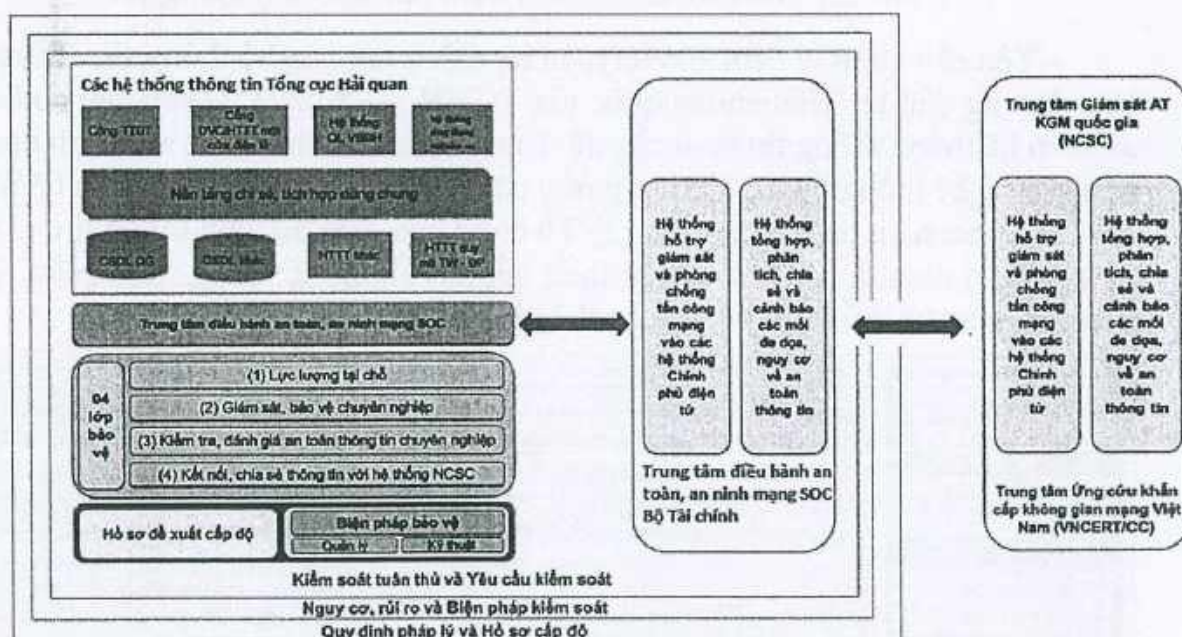 Các hệ thống thông tin Tổng cục Hải quan
Cổng TTĐT
Cổng
DVC/HTTT một
cửa điện tử
Hệ thống
QL VBĐH
Nền tảng chia sẻ, tích hợp dùng chung
CSDL QG
CSDL khác
HTTT khác
HTTT quy
mô TW - ĐP
Trung tâm điều hành an toàn, an ninh mạng SOC
04
lớp
bảo
vệ
(1) Lực lượng tại chỗ
(2) Giám sát, bảo vệ chuyên nghiệp
(3) Kiểm tra, đánh giá an toàn thông tin chuyên nghiệp
(4) Kết nối, chia sẻ thông tin với hệ thống NCSC
Hồ sơ đề xuất cấp độ
Biện pháp bảo vệ
Quản lý
Kỹ thuật
Kiểm soát tuân thủ và Yêu cầu kiểm soát
Nguy cơ, rủi ro và Biện pháp kiểm soát
Quy định pháp lý và Hồ sơ cấp độ
Hệ thống
hỗ trợ
giám sát
và phòng
chống
tấn công
mạng
vào các
hệ thống
Chính
phủ điện
tử
Hệ thống
tổng hợp,
phân
tích, chia
sẻ và
cảnh báo
các mối
đe dọa,
nguy cơ
về an
toàn
thông tin
Trung tâm điều hành an
toàn, an ninh mạng SOC
Bộ Tài chính
Trung tâm Giám sát AT
KGM quốc gia
(NCSC)
Hệ thống
hỗ trợ
giám sát
và phòng
chống
tấn công
mạng
vào các
hệ thống
Chính
phủ điện
tử
Hệ thống
tổng hợp,
phân
tích, chia
sẻ và
cảnh báo
các mối
đe dọa,
nguy cơ
về an
toàn
thông tin
Trung tâm Ứng cứu khẩn
cấp không gian mạng Việt
Nam (VNCERT/CC)